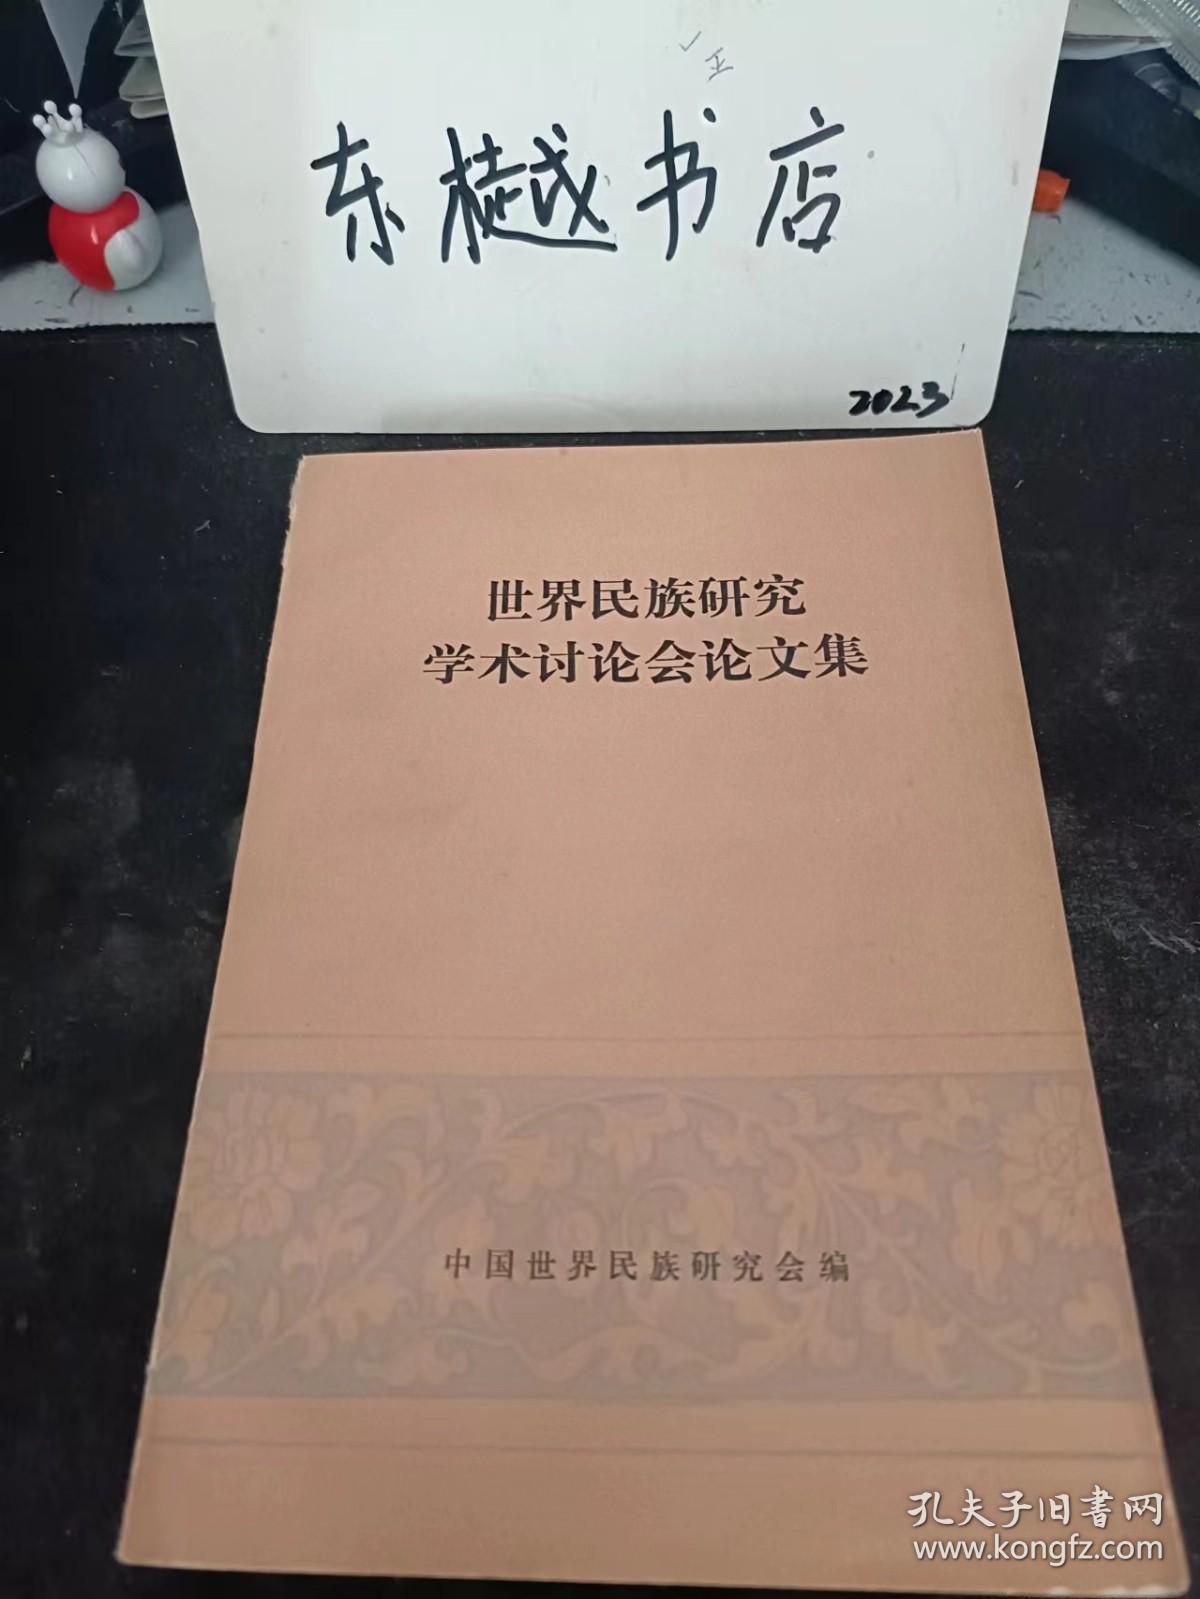 东樾书店
2023
世界民族研究
学术讨论会论文集
中国世界民族研究会编
孔夫子旧书网
www.kongfz.com